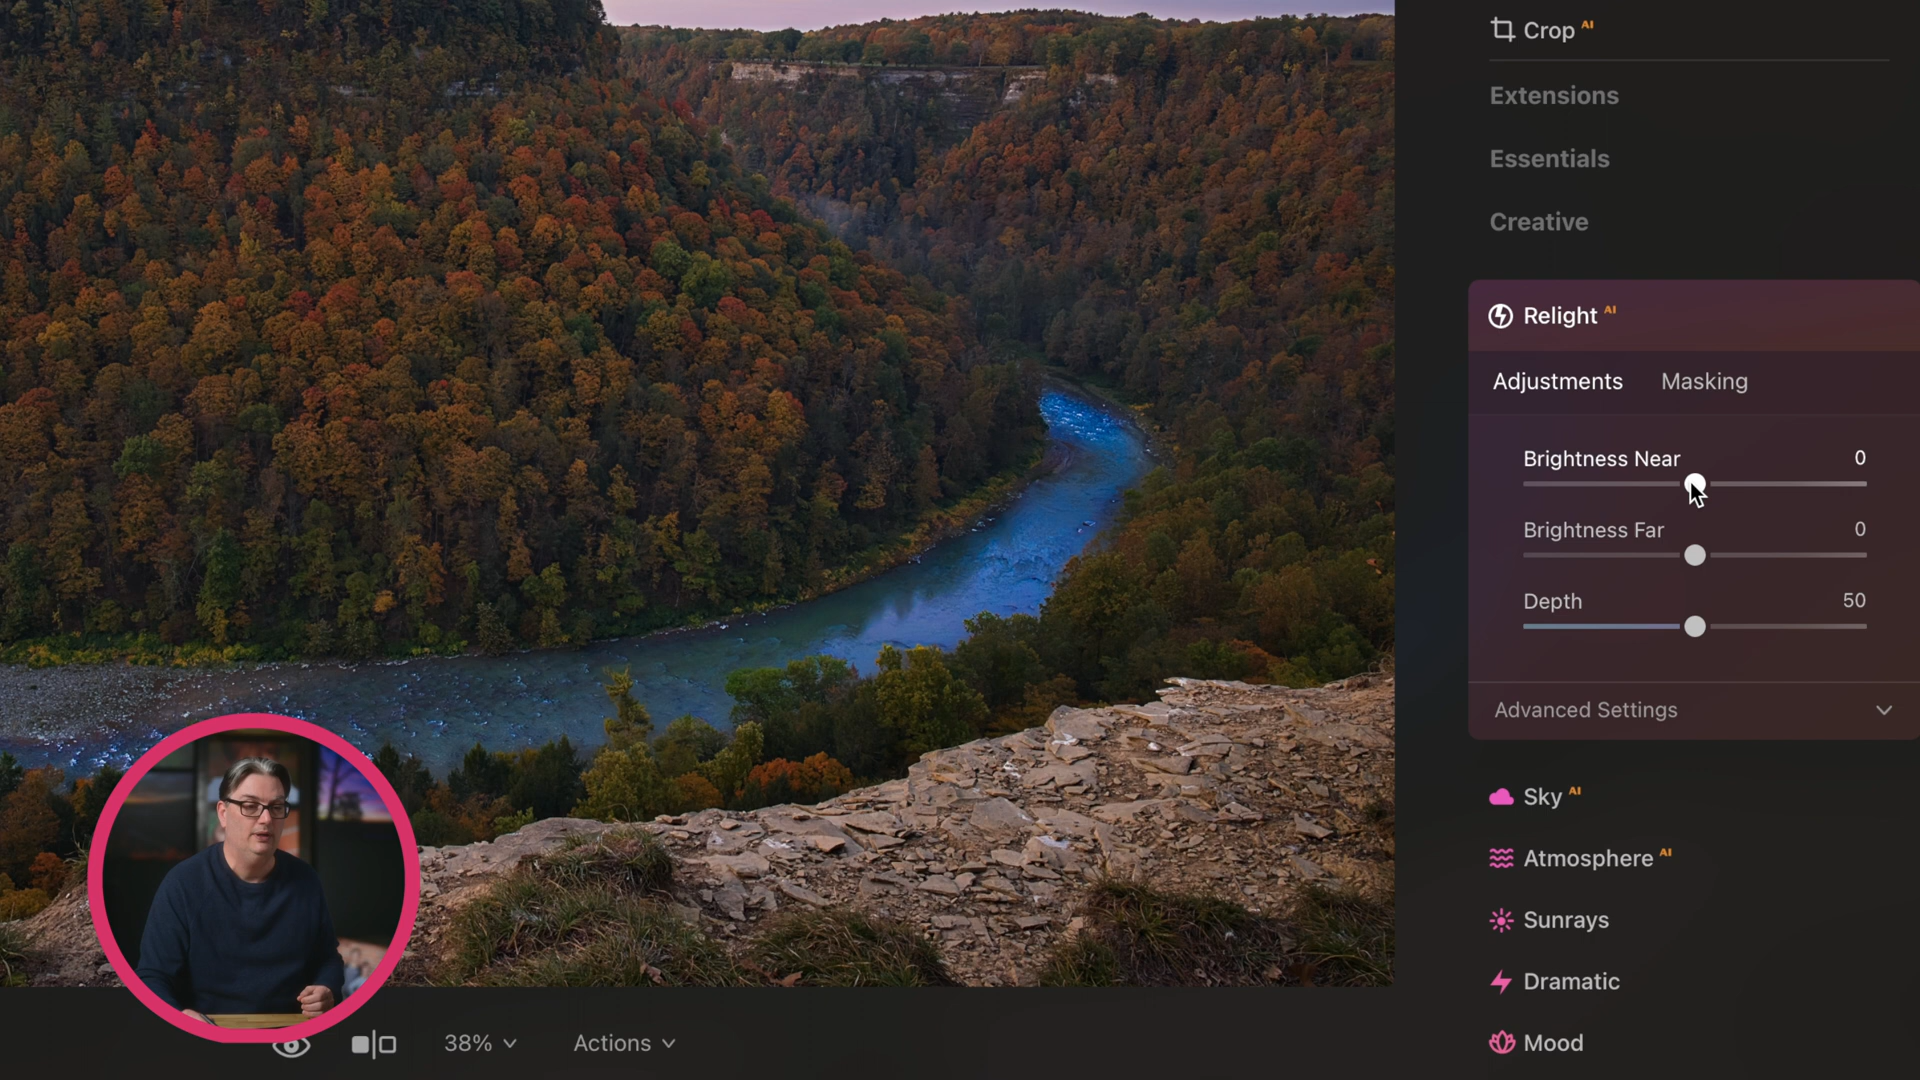 Crop AI
Extensions
Essentials
Creative
Relight AI
Adjustments Masking
Brightness Near 0
Brightness Far 0
Depth 50
Advanced Settings
Sky AI
Atmosphere AI
Sunrays
Dramatic
Mood
38% Actions